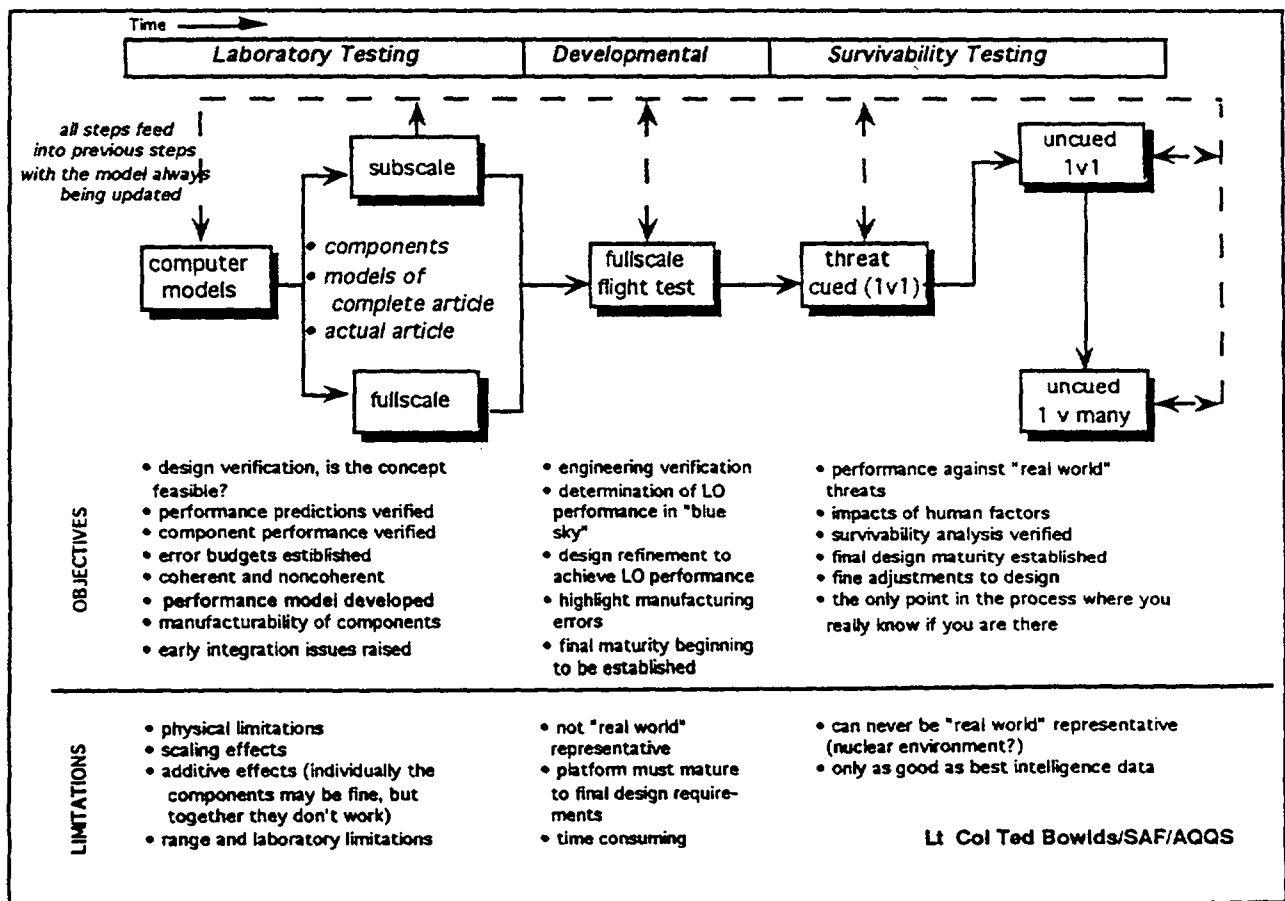 Time
Laboratory Testing
Developmental
Survivability Testing
all steps feed
into previous steps
with the model always
being updated
computer
models
subscale
• components
• models of
complete article
• actual article
fullscale
fullscale
flight test
threat
cued (1v1)
uncued
1v1
uncued
1 v many
OBJECTIVES
• design verification, is the concept
feasible?
• performance predictions verified
• component performance verified
• error budgets estiblished
• coherent and noncoherent
• performance model developed
• manufacturability of components
• early integration issues raised
• engineering verification
• determination of LO
performance in "blue
sky"
• design refinement to
achieve LO performance
• highlight manufacturing
errors
• final maturity beginning
to be established
• performance against "real world"
threats
• impacts of human factors
• survivability analysis verified
• final design maturity established
• fine adjustments to design
• the only point in the process where you
really know if you are there
LIMITATIONS
• physical limitations
• scaling effects
• additive effects (individually the
components may be fine, but
together they don't work)
• range and laboratory limitations
• not "real world"
representative
• platform must mature
to final design require-
ments
• time consuming
• can never be "real world" representative
(nuclear environment?)
• only as good as best intelligence data
Lt Col Ted Bowlds/SAF/AQQS